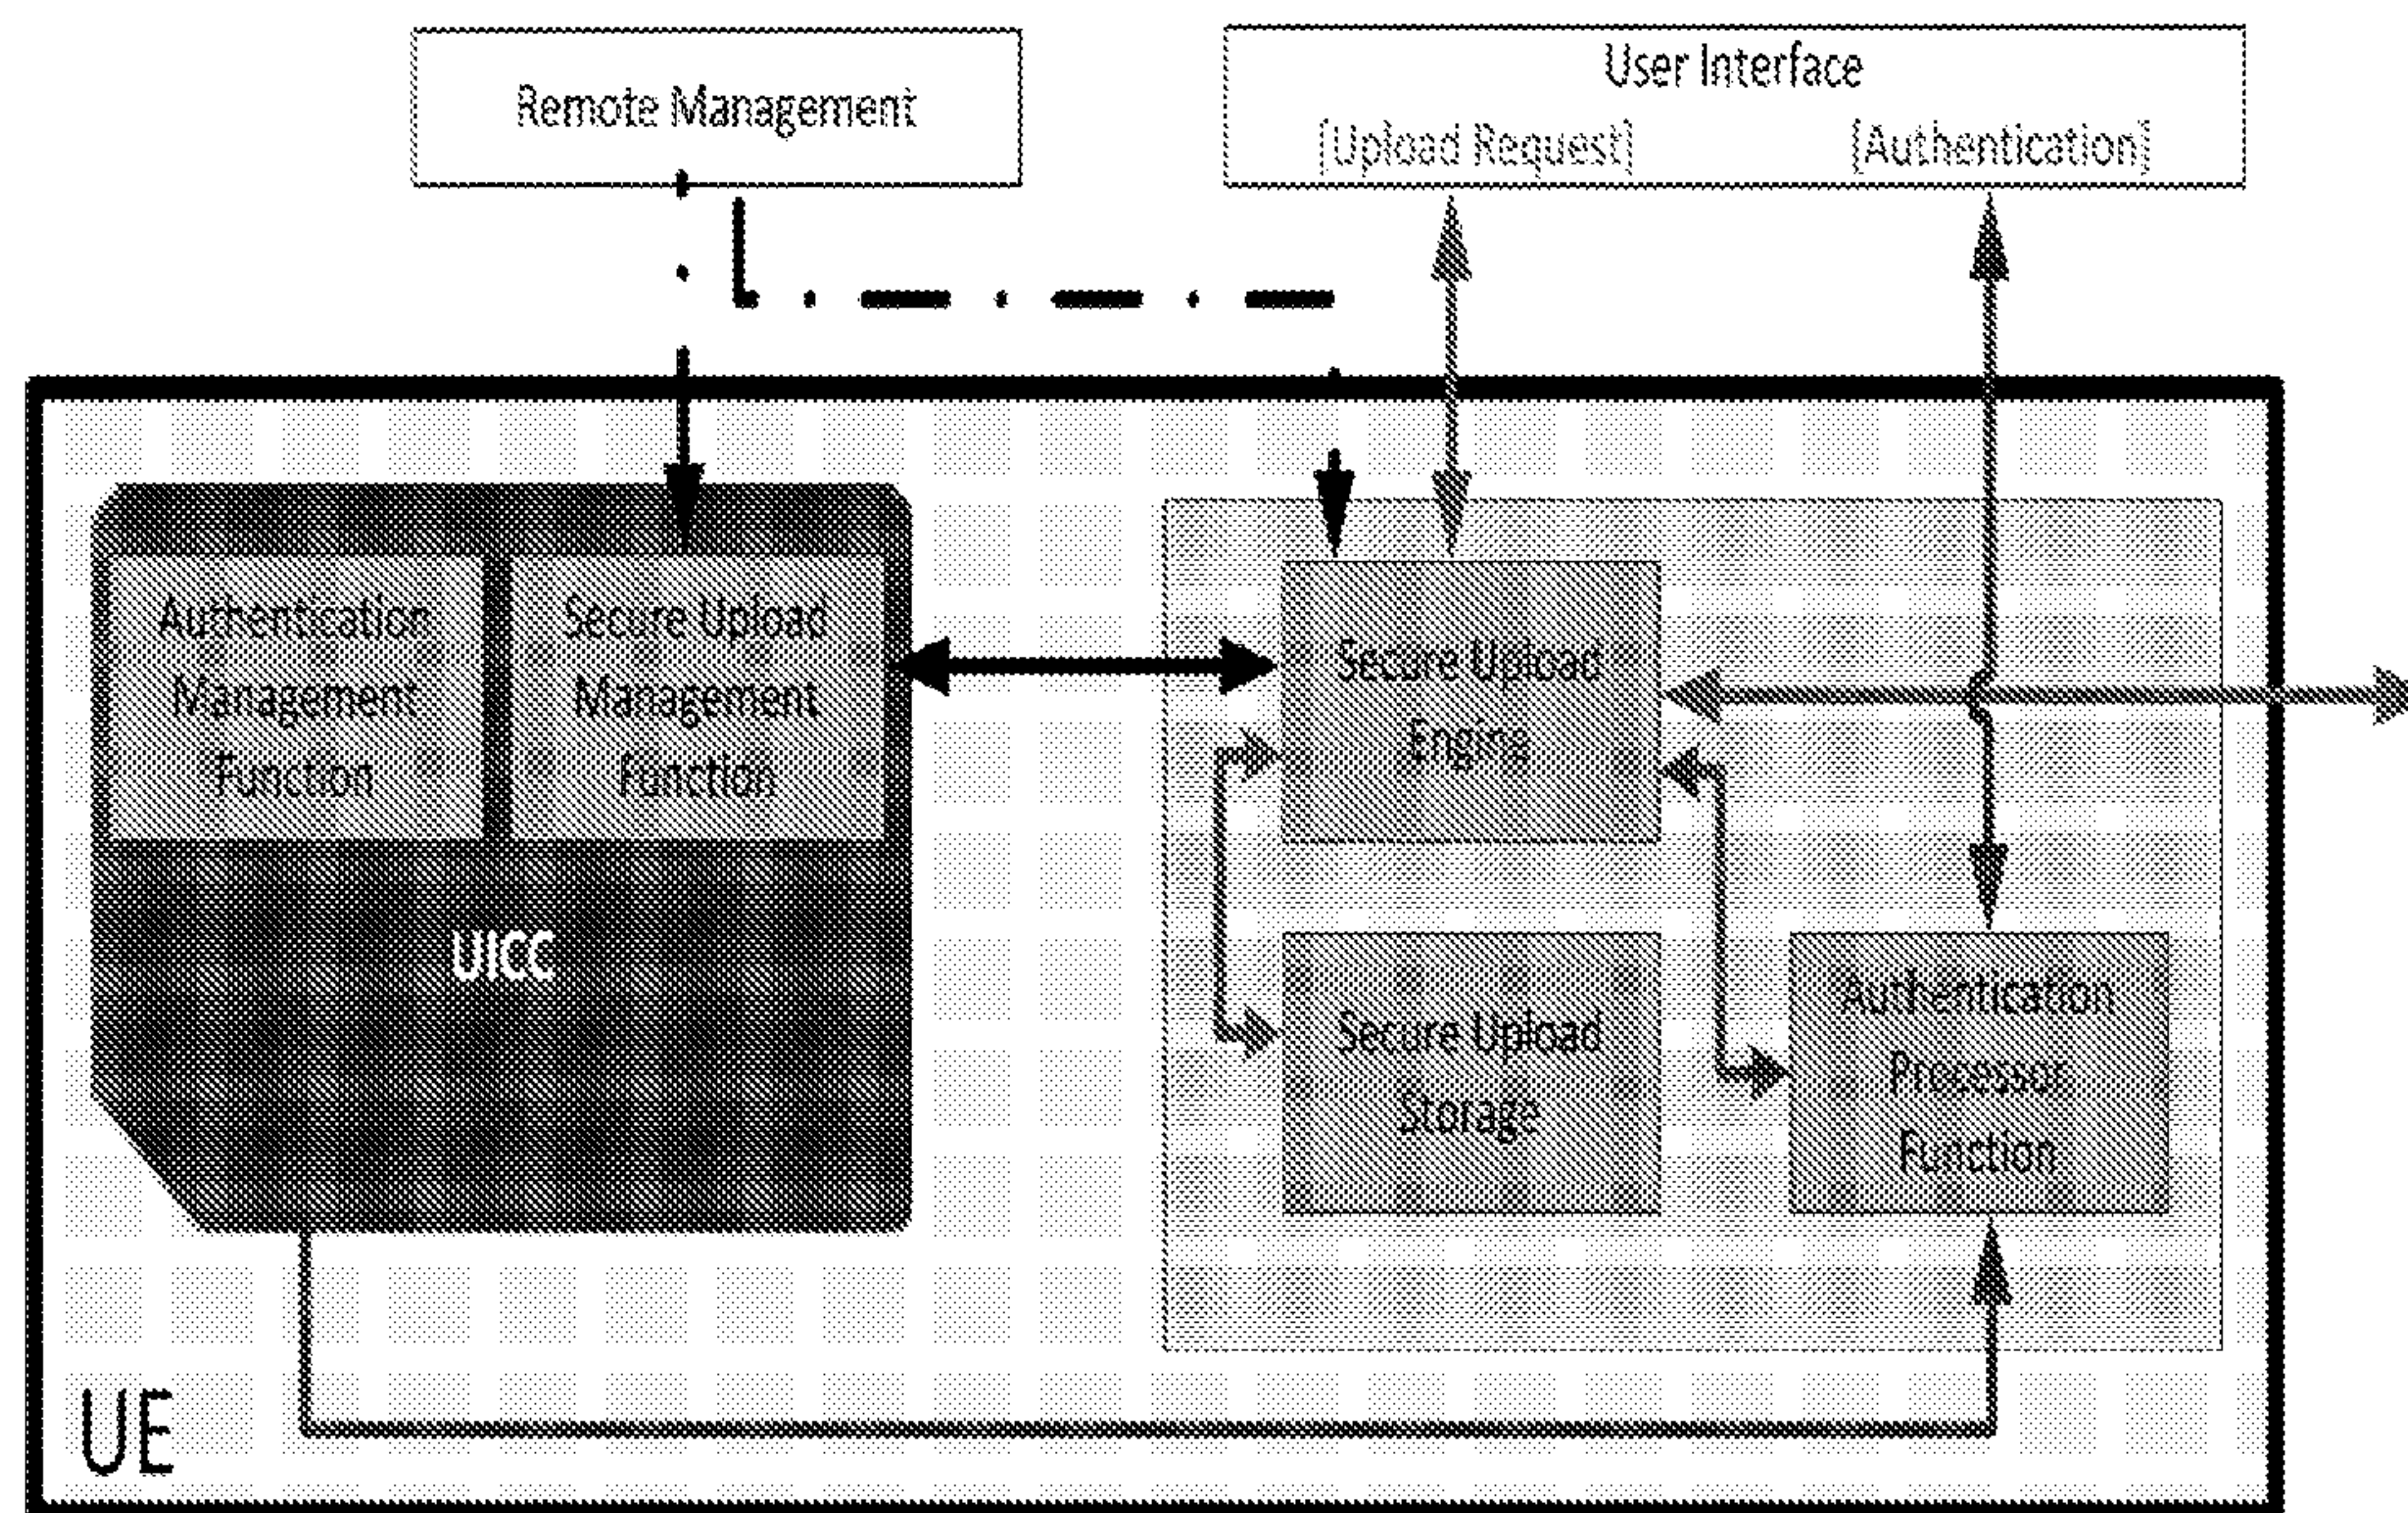 Remote Management
User Interface
[Upload Request]
[Authentication]
Authentication
Management
Function
Secure Upload
Management
Function
UICC
Secure Upload
Engine
Secure Upload
Storage
Authentication
Processor
Function
UE